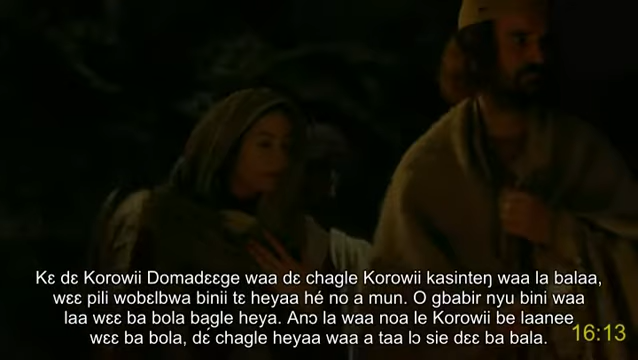 Kɛ dɛ Korowii Domadɛɛge waa dɛ chagle Korowii kasinteŋ waa la balaa,
wɛɛ pili wobɛlbwa binii tɛ heyaa hé no a mun. O gbabir nyu bini waa
laa wɛɛ ba bola bagle heya. Anɔ la waa noa le Korowii be laanee
wɛɛ ba bola, dɛ́ chagle heyaa waa a taa lɔ sie dɛɛ ba bala.
16:13